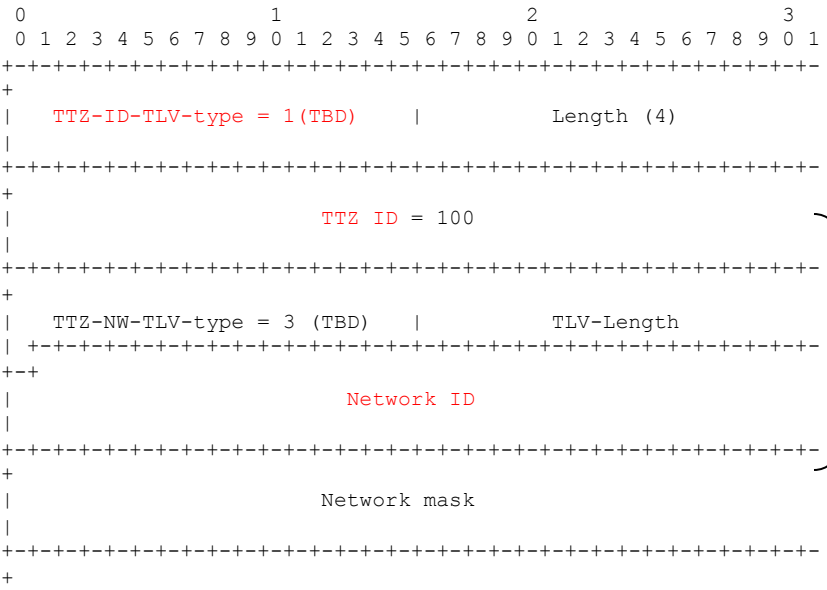 0                   1                   2                   3
 0 1 2 3 4 5 6 7 8 9 0 1 2 3 4 5 6 7 8 9 0 1 2 3 4 5 6 7 8 9 0 1
+-+-+-+-+-+-+-+-+-+-+-+-+-+-+-+-+-+-+-+-+-+-+-+-+-+-+-+-+-+-+-+-
+
|   TTZ-ID-TLV-type = 1(TBD)    |          Length (4)
|
+-+-+-+-+-+-+-+-+-+-+-+-+-+-+-+-+-+-+-+-+-+-+-+-+-+-+-+-+-+-+-+-
+
|                        TTZ ID = 100
|
+-+-+-+-+-+-+-+-+-+-+-+-+-+-+-+-+-+-+-+-+-+-+-+-+-+-+-+-+-+-+-+-
+
|   TTZ-NW-TLV-type = 3 (TBD)   |          TLV-Length
| +-+-+-+-+-+-+-+-+-+-+-+-+-+-+-+-+-+-+-+-+-+-+-+-+-+-+-+-+-+-+-+-
+-+
|                          Network ID
|
+-+-+-+-+-+-+-+-+-+-+-+-+-+-+-+-+-+-+-+-+-+-+-+-+-+-+-+-+-+-+-+-
+
|                        Network mask
|
+-+-+-+-+-+-+-+-+-+-+-+-+-+-+-+-+-+-+-+-+-+-+-+-+-+-+-+-+-+-+-+-
+